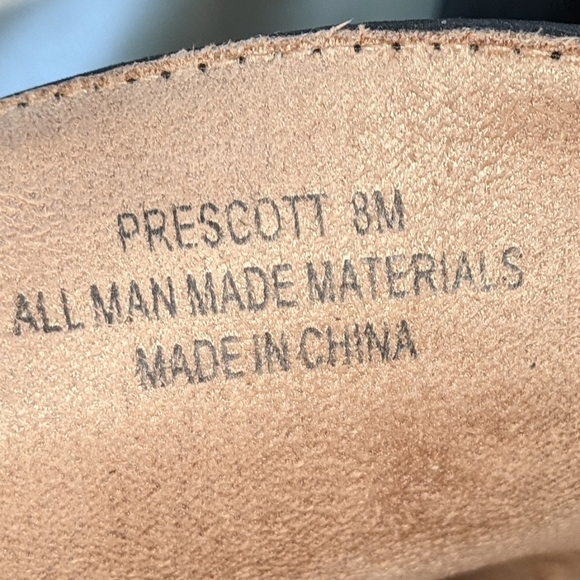 PRESCOTT 8M
ALL MAN MADE MATERIALS
MADE IN CHINA